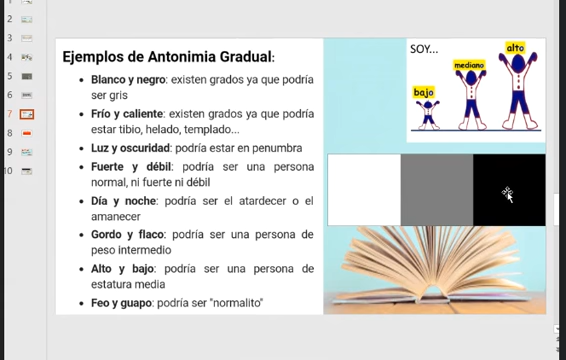 2
3
4
5
6
7
8
9
10
Ejemplos de Antonimia Gradual:
• Blanco y negro: existen grados ya que podría
ser gris
• Frío y caliente: existen grados ya que podría
estar tibio, helado, templado...
• Luz y oscuridad: podría estar en penumbra
• Fuerte y débil: podría ser una persona
normal, ni fuerte ni débil
• Día y noche: podría ser el atardecer o el
amanecer
• Gordo y flaco: podría ser una persona de
peso intermedio
• Alto y bajo: podría ser una persona de
estatura media
• Feo y guapo: podría ser "normalito"
SOY...
bajo
mediano
alto